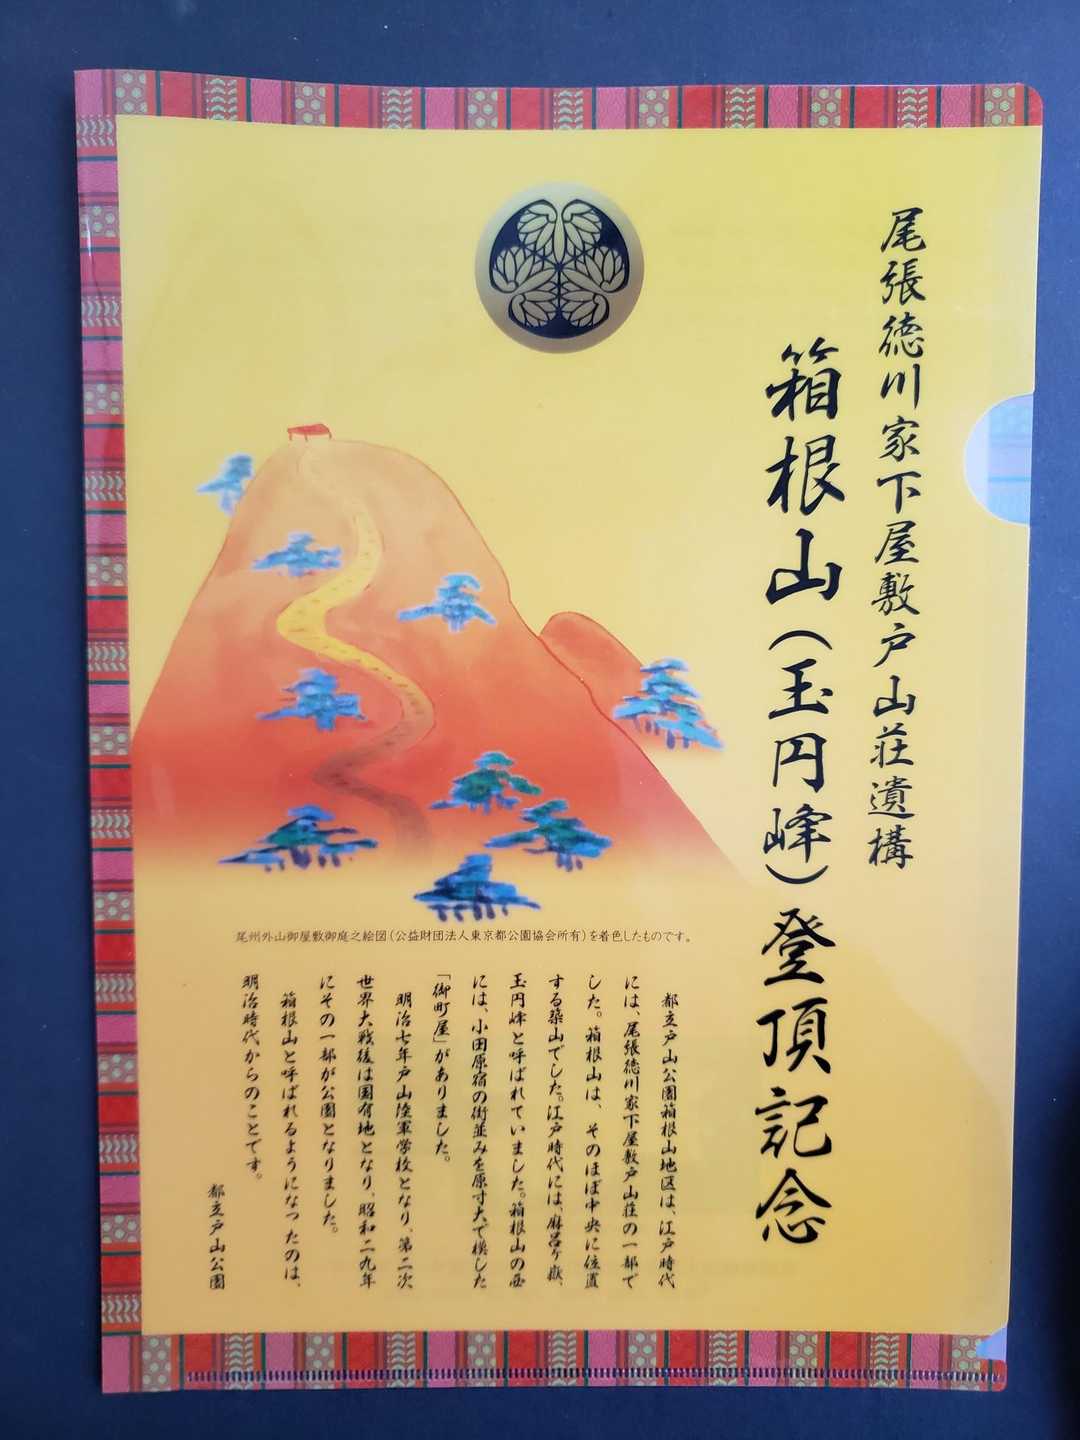 尾張徳川家下屋敷戸山荘遺構
箱根山(玉円峰)登頂記念
尾州外山御屋敷御庭之絵図(公益財団法人東京都公園協会所有)を着色したものです。
都立戸山公園箱根山地区は、江戸時代
には、尾張徳川家下屋敷戸山荘の一部で
した。箱根山は、そのほぼ中央に位置
する築山でした。江戸時代には、麻呂ヶ嶽、
玉円峰と呼ばれていました。箱根山の西
には、小田原宿の街並みを原寸大で模した
「御町屋」がありました。
明治七年戸山陸軍学校となり、第二次
世界大戦後は国有地となり、昭和二九年
にその一部が公園となりました。
箱根山と呼ばれるようになったのは、
明治時代からのことです。
都立戸山公園